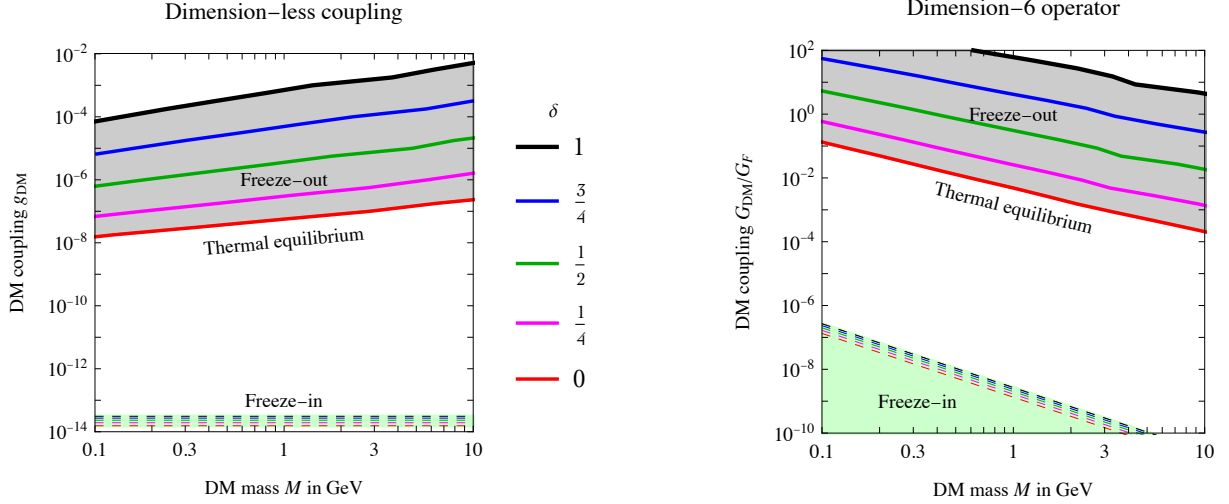 Dimension−less coupling
10⁻²
10⁻⁴
10⁻⁶
10⁻⁸
10⁻¹⁰
10⁻¹²
10⁻¹⁴
DM coupling g_DM
Freeze−out
Thermal equilibrium
Freeze−in
0.1 0.3 1 3 10
DM mass M in GeV
δ
1
3/4
1/2
1/4
0
Dimension−6 operator
10²
10⁰
10⁻²
10⁻⁴
10⁻⁶
10⁻⁸
10⁻¹⁰
DM coupling G_DM/G_F
Freeze−out
Thermal equilibrium
Freeze−in
0.1 0.3 1 3 10
DM mass M in GeV